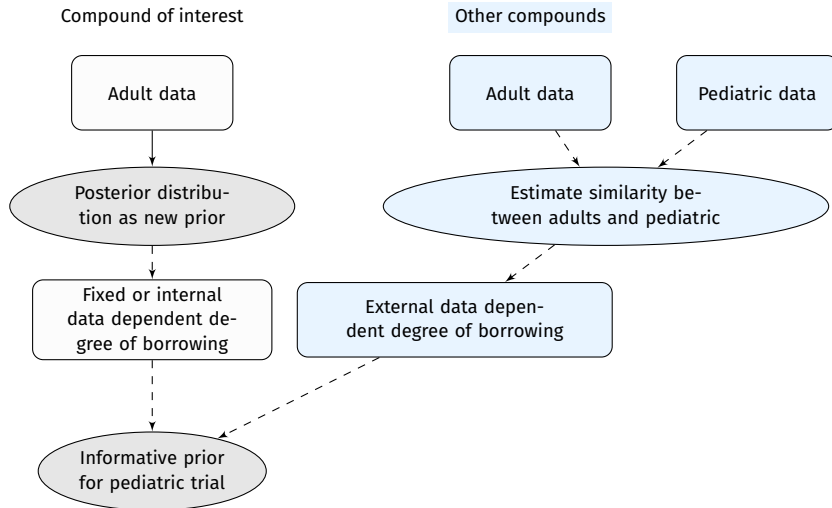 Compound of interest
Other compounds
Adult data
Adult data
Pediatric data
Posterior distribu-
tion as new prior
Estimate similarity be-
tween adults and pediatric
Fixed or internal
data dependent de-
gree of borrowing
External data depen-
dent degree of borrowing
Informative prior
for pediatric trial